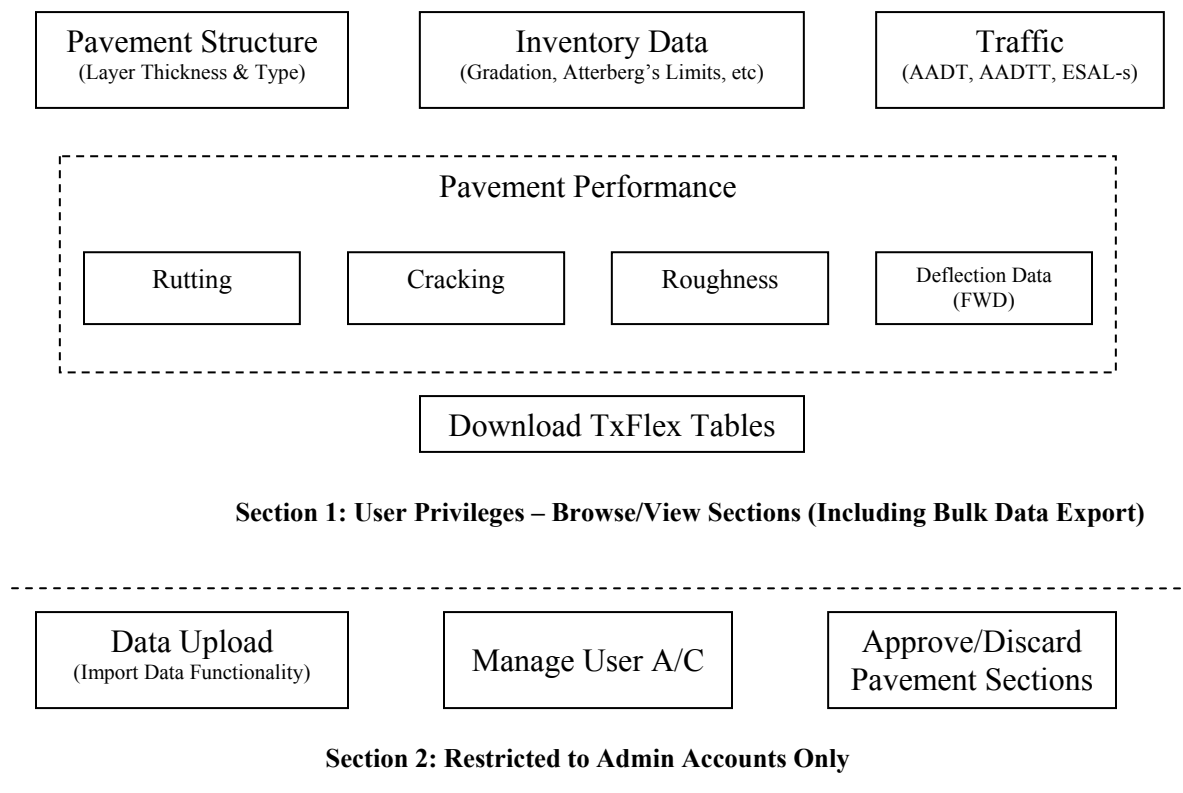 Pavement Structure
(Layer Thickness & Type)
Inventory Data
(Gradation, Atterberg's Limits, etc)
Traffic
(AADT, AADTT, ESAL-s)
Pavement Performance
Rutting
Cracking
Roughness
Deflection Data
(FWD)
Download TxFlex Tables
Section 1: User Privileges – Browse/View Sections (Including Bulk Data Export)
Data Upload
(Import Data Functionality)
Manage User A/C
Approve/Discard
Pavement Sections
Section 2: Restricted to Admin Accounts Only